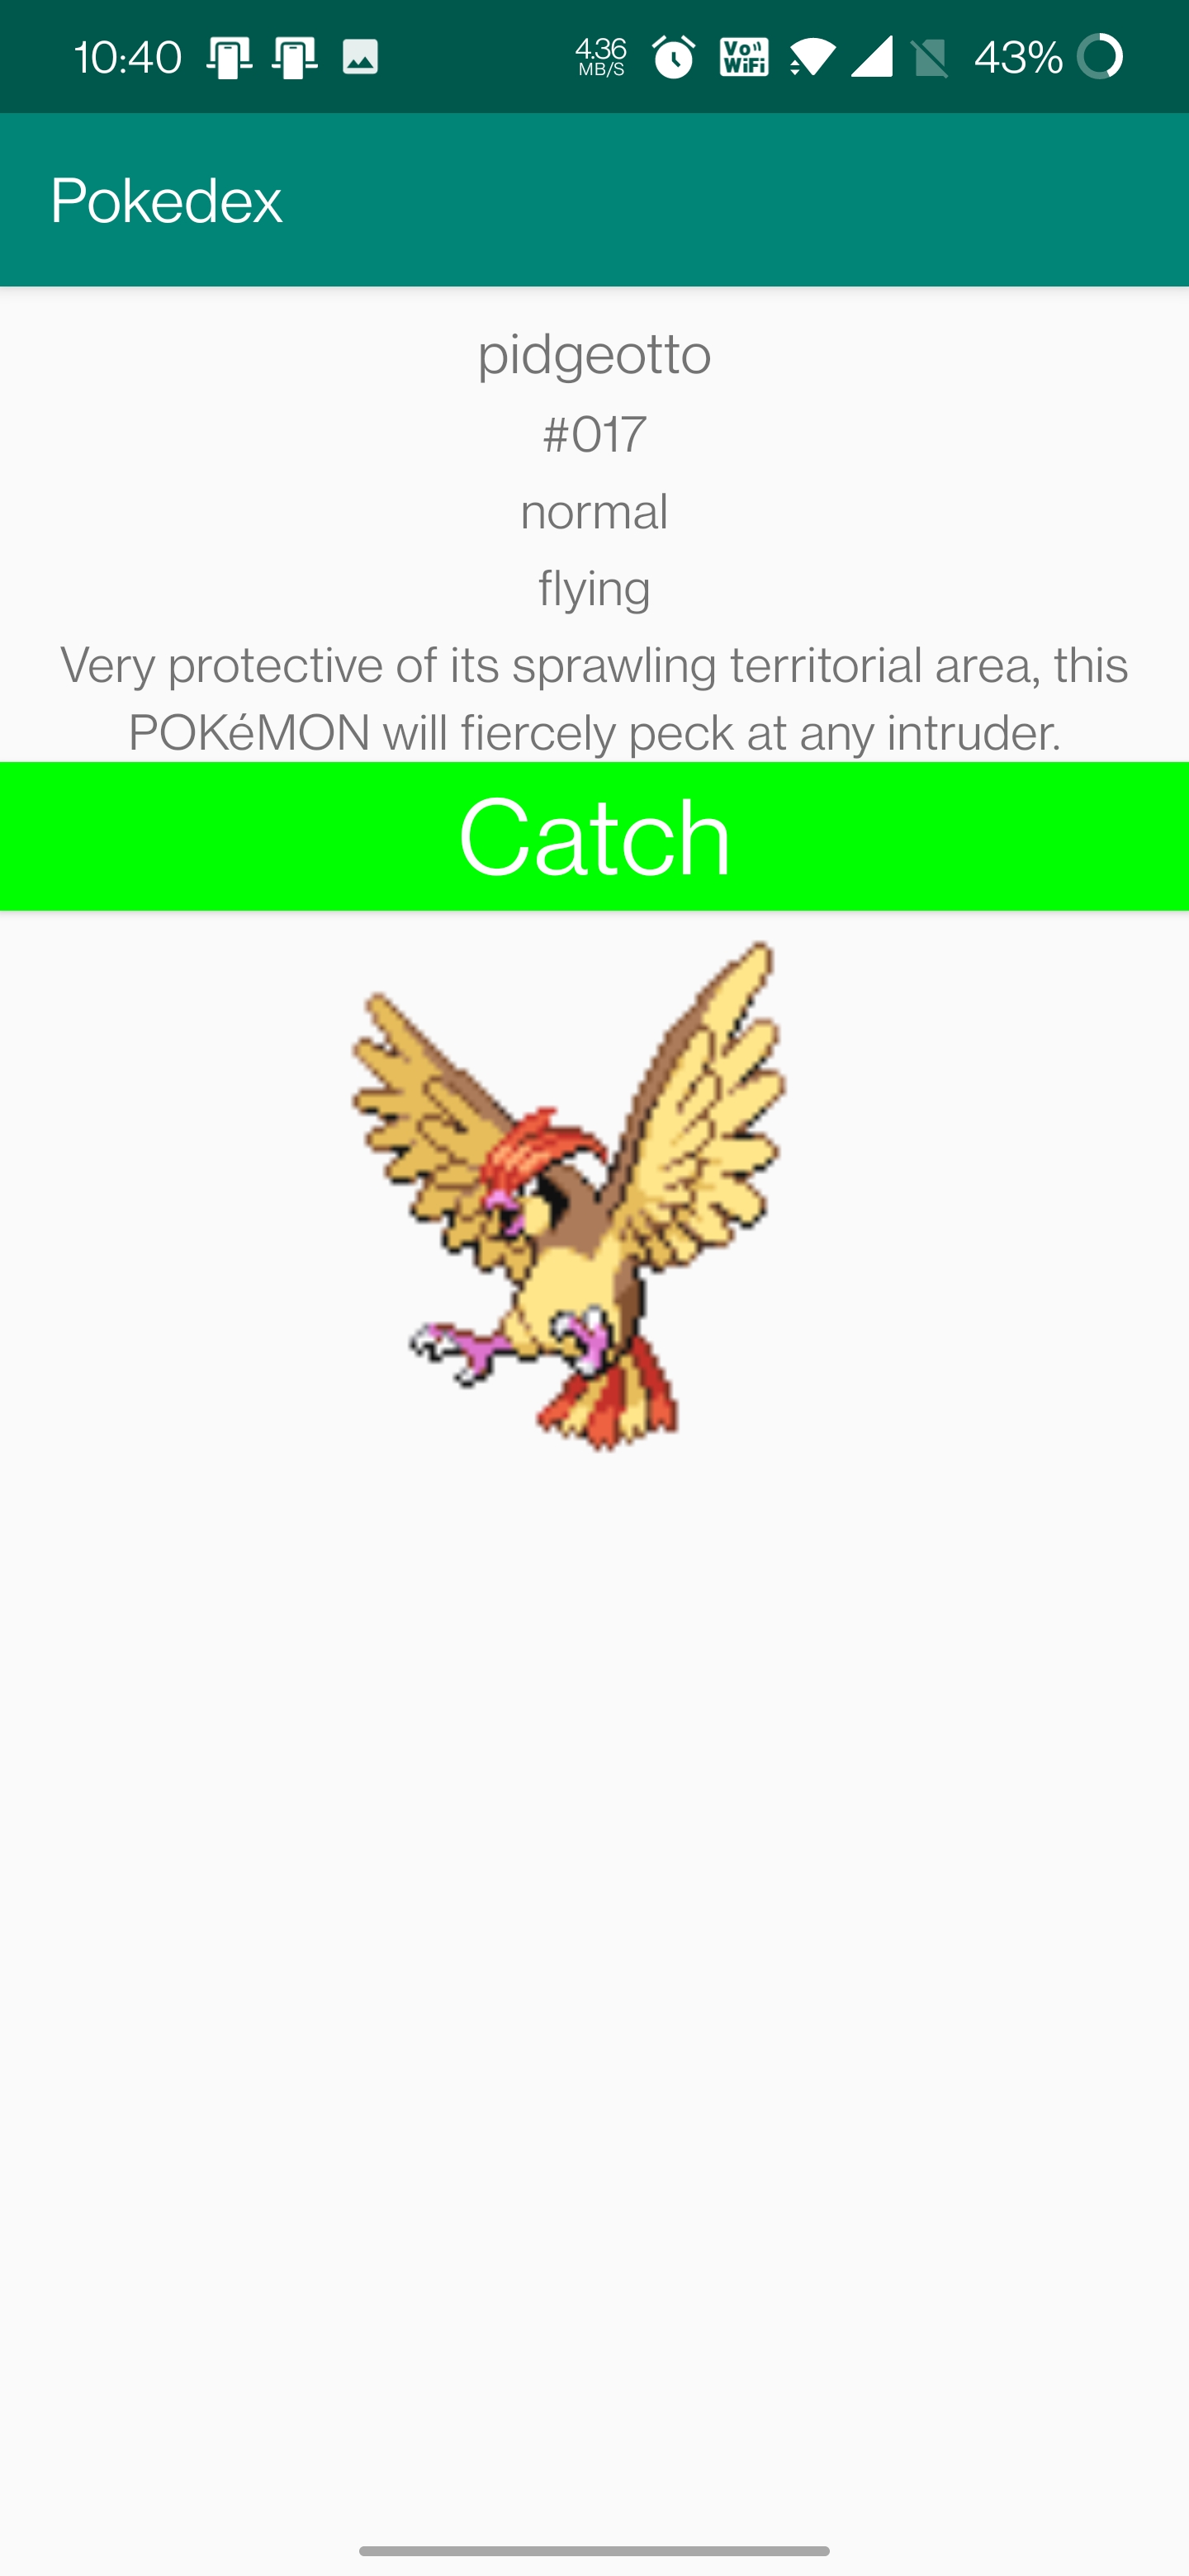 10:40 4.36 MB/S Vo WiFi 43%
Pokedex
pidgeotto
#017
normal
flying
Very protective of its sprawling territorial area, this
POKéMON will fiercely peck at any intruder.
Catch